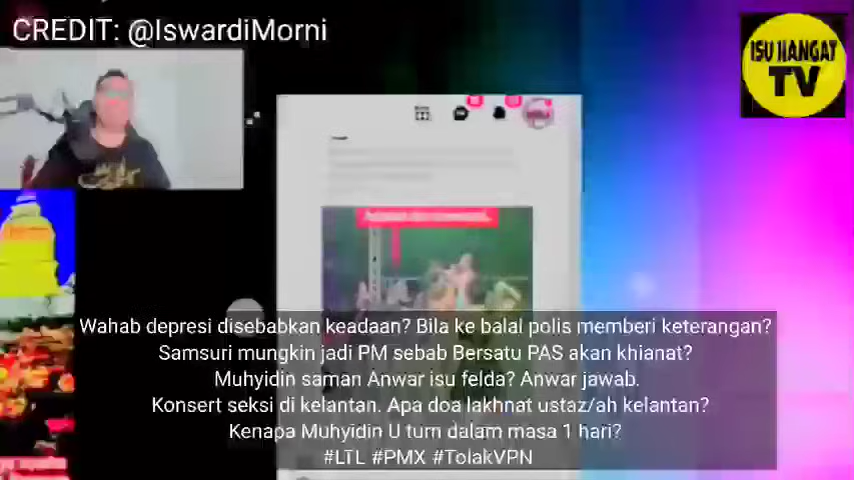 CREDIT: @IswardiMorni
ISU HANGAT
TV
Wahab depresi disebabkan keadaan? Bila ke balai polis memberi keterangan?
Samsuri mungkin jadi PM sebab Bersatu PAS akan khianat?
Muhyidin saman Anwar isu felda? Anwar jawab.
Konsert seksi di kelantan. Apa doa lakhnat ustaz/ah kelantan?
Kenapa Muhyidin U turn dalam masa 1 hari?
#LTL #PMX #TolakVPN